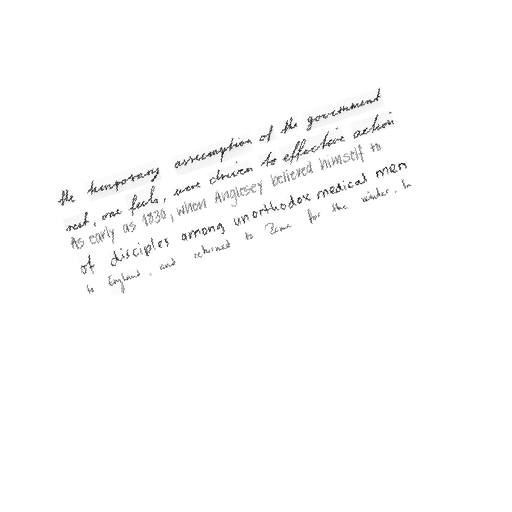 the temporary assumption of the government
rest, one feels, were driven to effective action
As early as 1830, when Anglesey believed himself to
of disciples among unorthodox medical men
to England, and returned to Rome for the winter. In